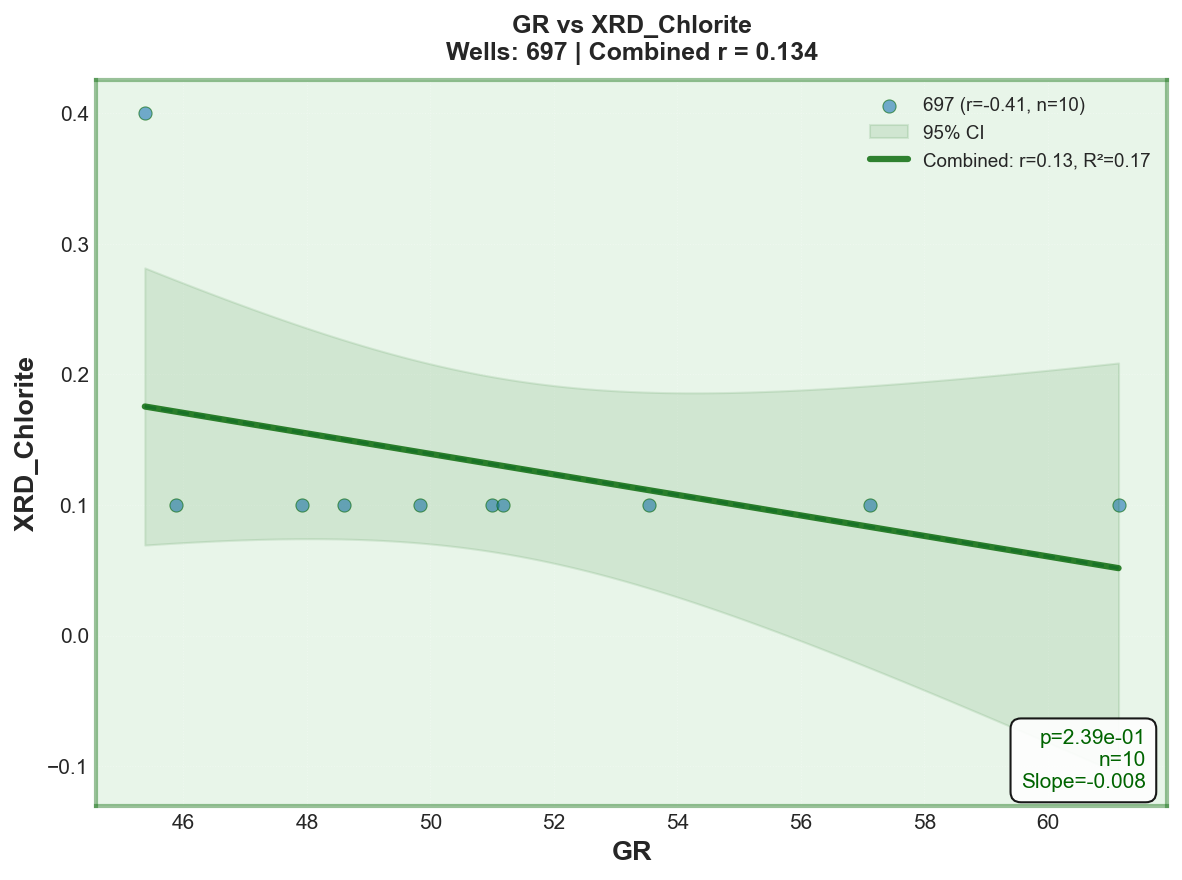 GR vs XRD_Chlorite
Wells: 697 | Combined r = 0.134
697 (r=-0.41, n=10)
95% CI
Combined: r=0.13, R²=0.17
XRD_Chlorite
0.4
0.3
0.2
0.1
0.0
−0.1
p=2.39e-01
n=10
Slope=-0.008
46
48
50
52
54
56
58
60
GR